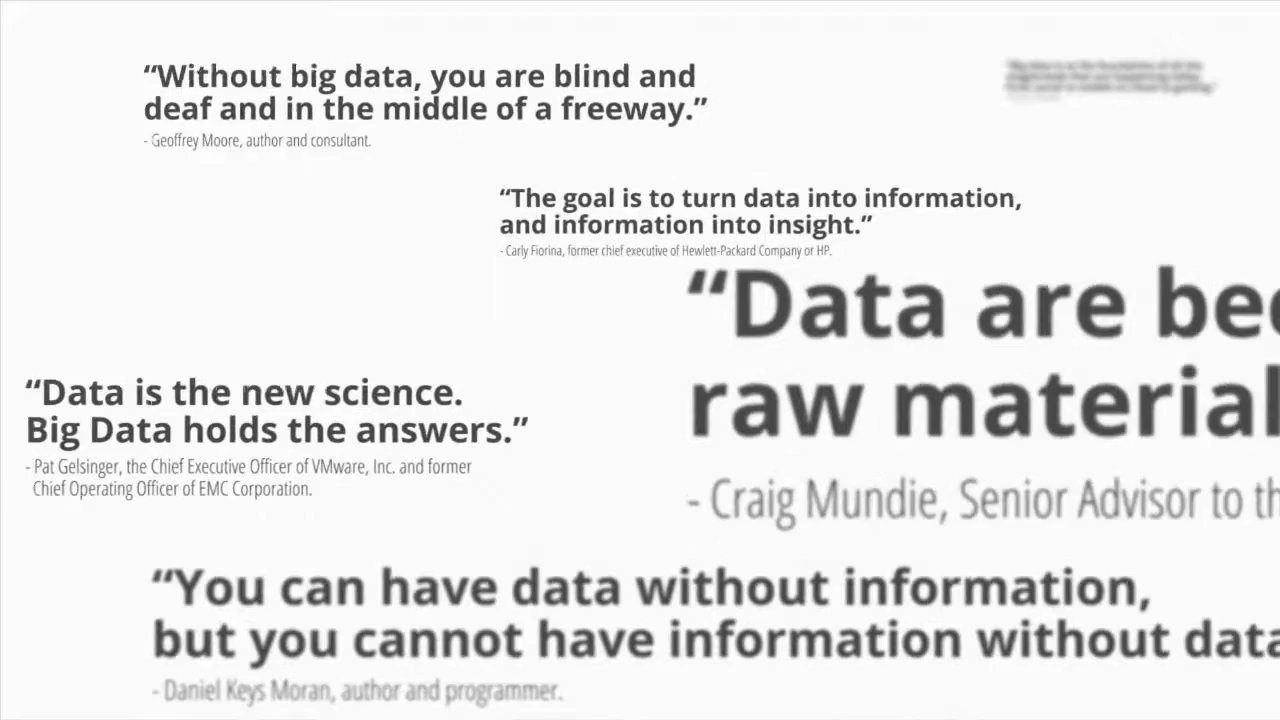 “Without big data, you are blind and
deaf and in the middle of a freeway.”
- Geoffrey Moore, author and consultant.
“The goal is to turn data into information,
and information into insight.”
- Carly Fiorina, former chief executive of Hewlett-Packard Company or HP.
“Data are
raw material
- Craig Mundie, Senior Advisor to
“Data is the new science.
Big Data holds the answers.”
- Pat Gelsinger, the Chief Executive Officer of VMware, Inc. and former
Chief Operating Officer of EMC Corporation.
“You can have data without information,
but you cannot have information without data
- Daniel Keys Moran, author and programmer.